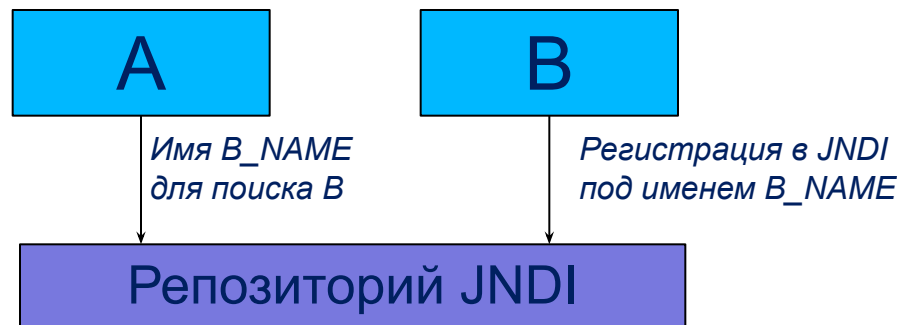 A
B
Имя B_NAME
для поиска B
Регистрация в JNDI
под именем B_NAME
Репозиторий JNDI